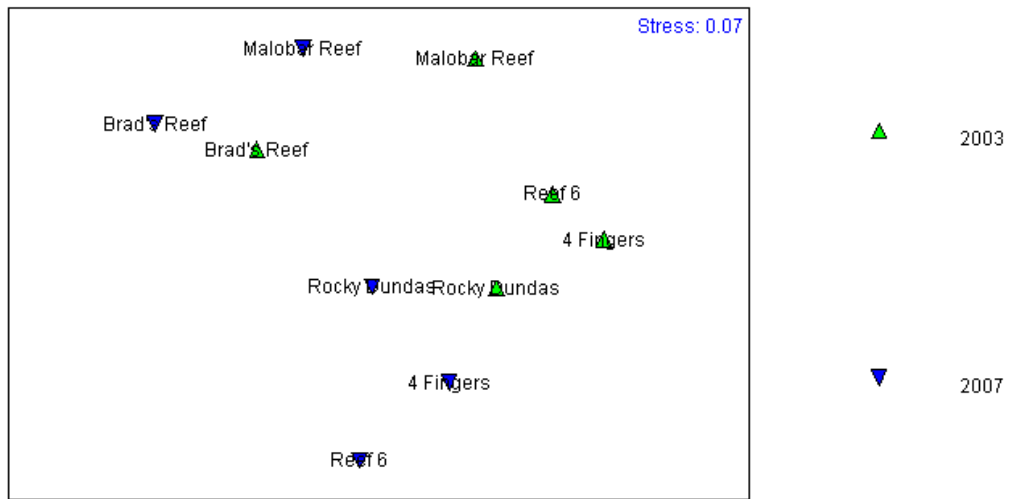 Stress: 0.07
Malobar Reef
Malobar Reef
Brad's Reef
2003
Brad's Reef
Reef 6
4 Fingers
Rocky Dundas
Rocky Dundas
4 Fingers
2007
Reef 6